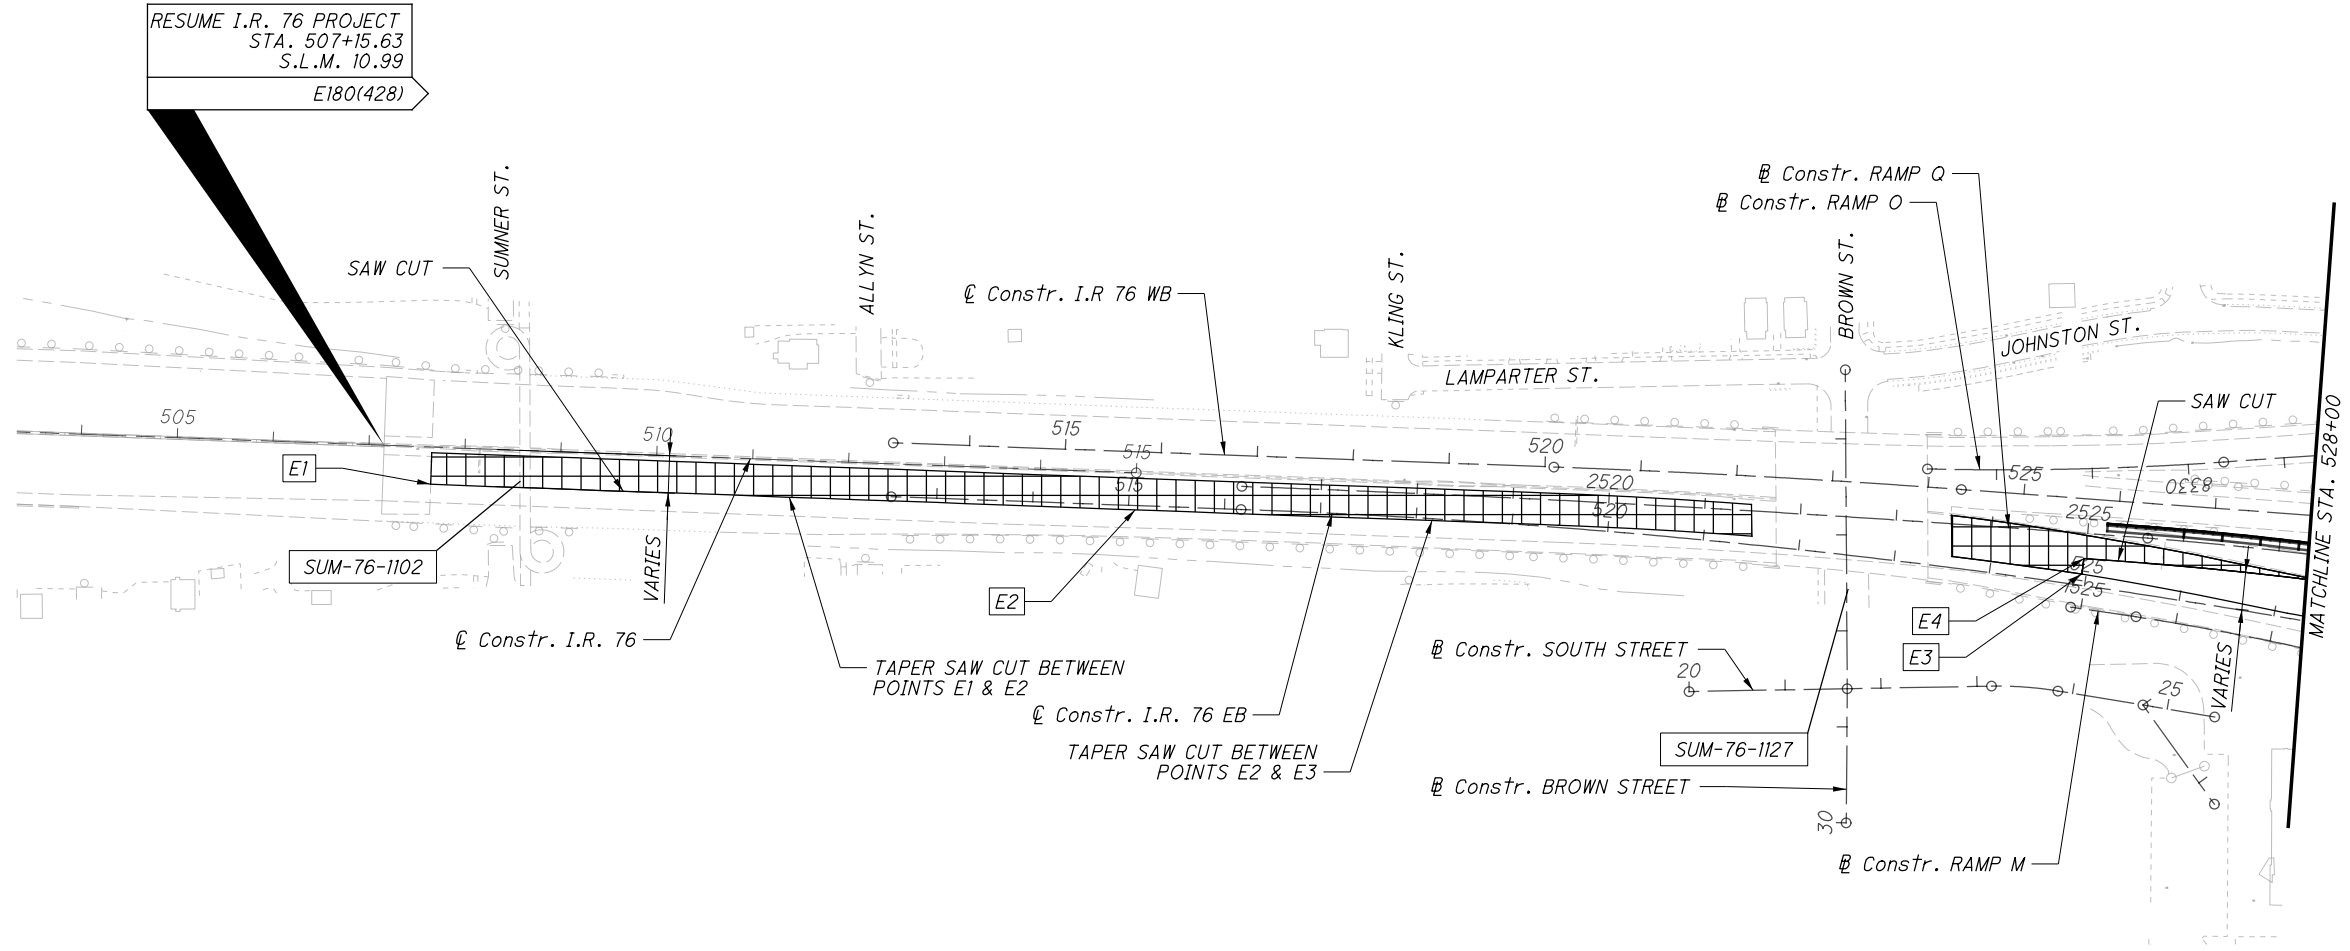 RESUME I.R. 76 PROJECT
STA. 507+15.63
S.L.M. 10.99
E180(428)
SUMNER ST.
ALLYN ST.
KLING ST.
BROWN ST.
℄ Constr. RAMP Q
℄ Constr. RAMP O
SAW CUT
℄ Constr. I.R 76 WB
JOHNSTON ST.
LAMPARTER ST.
SAW CUT
505
510
515
515
515
520
2520
520
525
8330
2525
525
1525
MATCHLINE STA. 528+00
E1
SUM-76-1102
VARIES
E2
℄ Constr. I.R. 76
TAPER SAW CUT BETWEEN
POINTS E1 & E2
℄ Constr. I.R. 76 EB
TAPER SAW CUT BETWEEN
POINTS E2 & E3
℄ Constr. SOUTH STREET
20
25
E4
E3
VARIES
SUM-76-1127
℄ Constr. BROWN STREET
30
℄ Constr. RAMP M